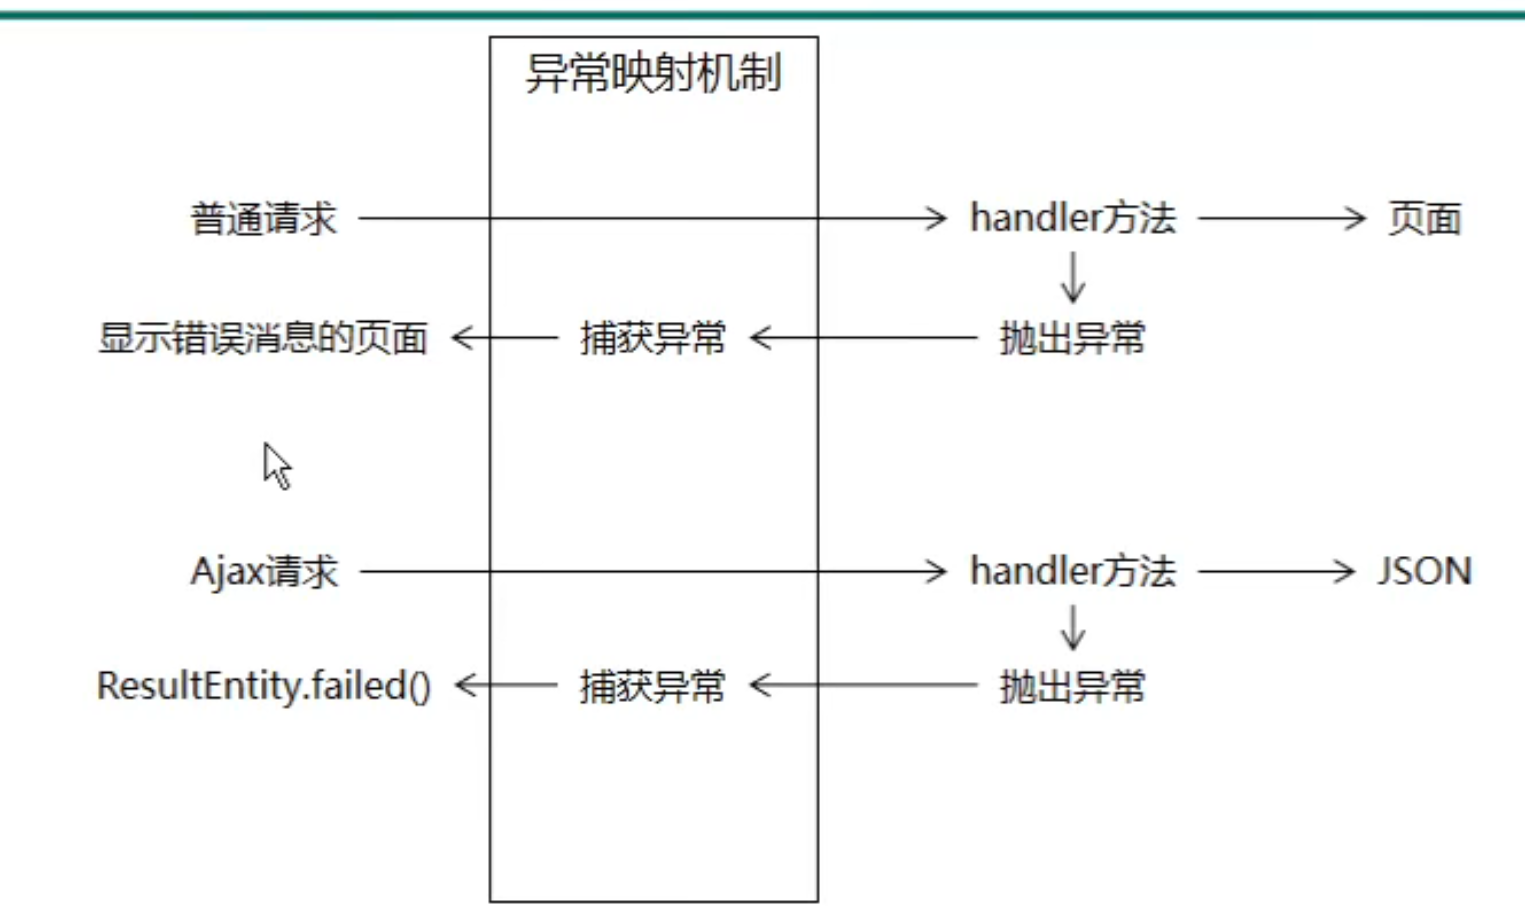 异常映射机制
普通请求 handler方法 页面
显示错误消息的页面 捕获异常 抛出异常
Ajax请求 handler方法 JSON
ResultEntity.failed() 捕获异常 抛出异常